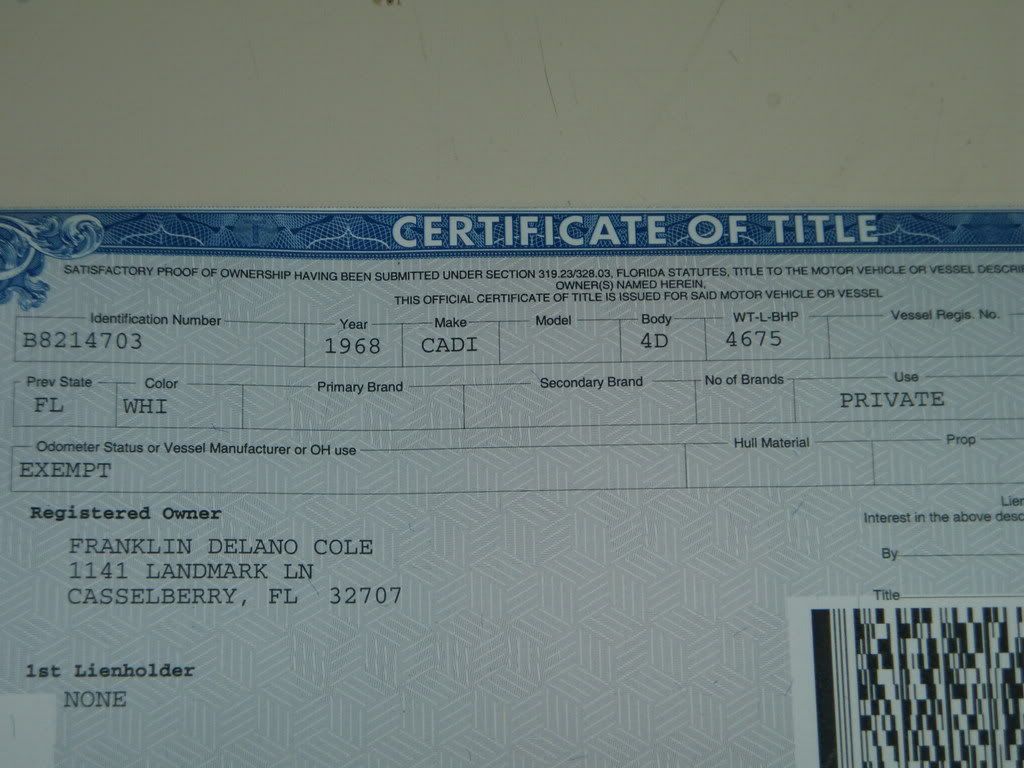 CERTIFICATE OF TITLE
SATISFACTORY PROOF OF OWNERSHIP HAVING BEEN SUBMITTED UNDER SECTION 319.23/328.03, FLORIDA STATUTES, TITLE TO THE MOTOR VEHICLE OR VESSEL
OWNER(S) NAMED HEREIN,
THIS OFFICIAL CERTIFICATE OF TITLE IS ISSUED FOR SAID MOTOR VEHICLE OR VESSEL
Identification Number Year Make Model Body WT-L-BHP Vessel Regis. No.
B8214703 1968 CADI 4D 4675
Prev State Color Primary Brand Secondary Brand No of Brands Use
FL WHI PRIVATE
Odometer Status or Vessel Manufacturer or OH use Hull Material Prop
EXEMPT
Registered Owner
Interest in the above
FRANKLIN DELANO COLE
By
1141 LANDMARK LN
CASSELBERRY, FL 32707
Title
1st Lienholder
NONE